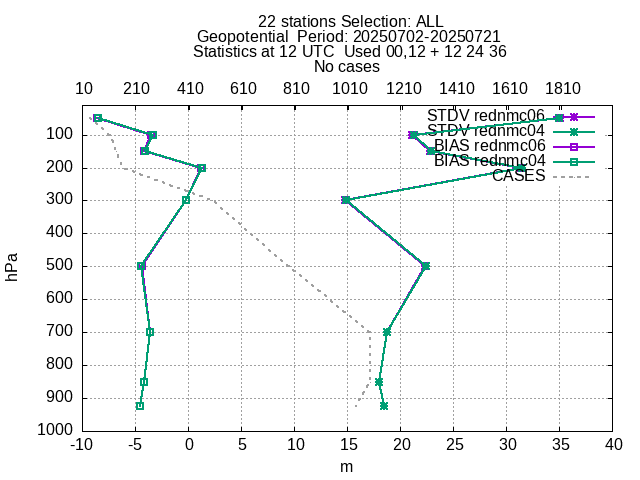 22 stations Selection: ALL
Geopotential  Period: 20250702-20250721
Statistics at 12 UTC  Used 00,12 + 12 24 36
No cases
10 210 410 610 810 1010 1210 1410 1610 1810
STDV rednmc06
STDV rednmc04
BIAS rednmc06
BIAS rednmc04
CASES
hPa
100
200
300
400
500
600
700
800
900
1000
-10 -5 0 5 10 15 20 25 30 35 40
m